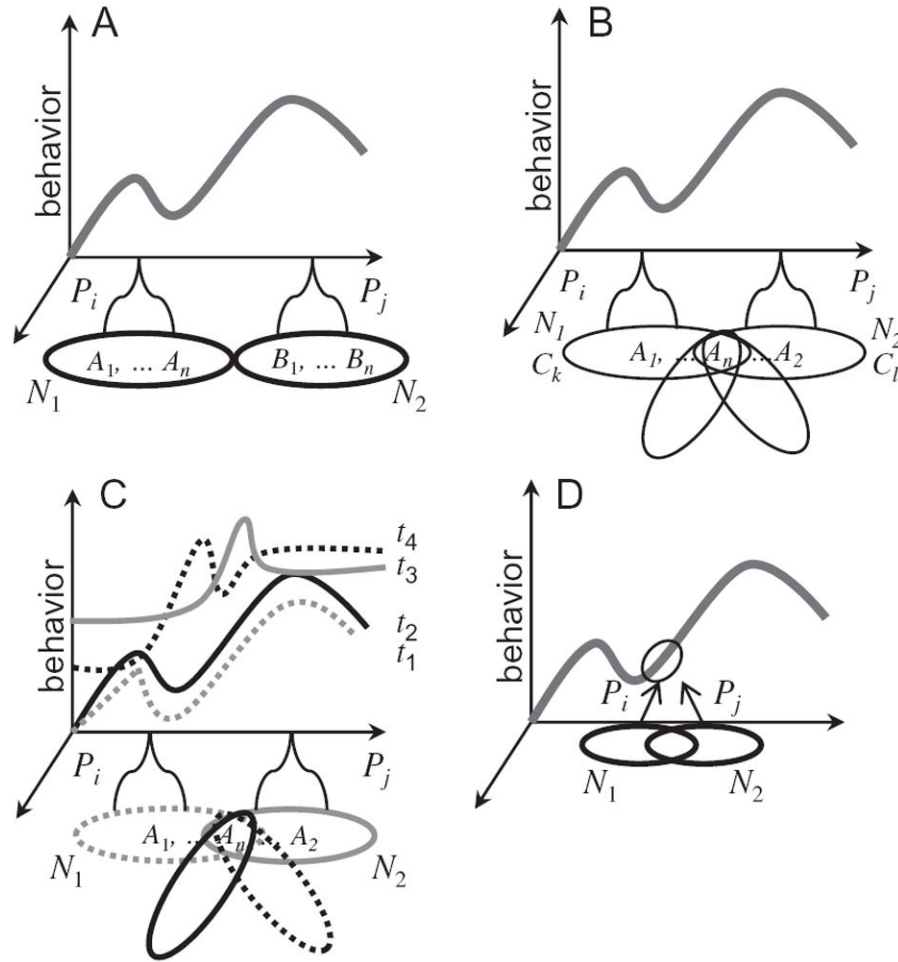 A
behavior
P_i
P_j
A_1, ... A_n
B_1, ... B_n
N_1
N_2
B
behavior
P_i
P_j
N_1
N_2
C_k
A_1, ... A_n ... A_2
C_l
C
t_4
t_3
behavior
t_2
t_1
P_i
P_j
A_1, ... A_n
A_2
N_1
N_2
D
behavior
P_i
P_j
N_1
N_2